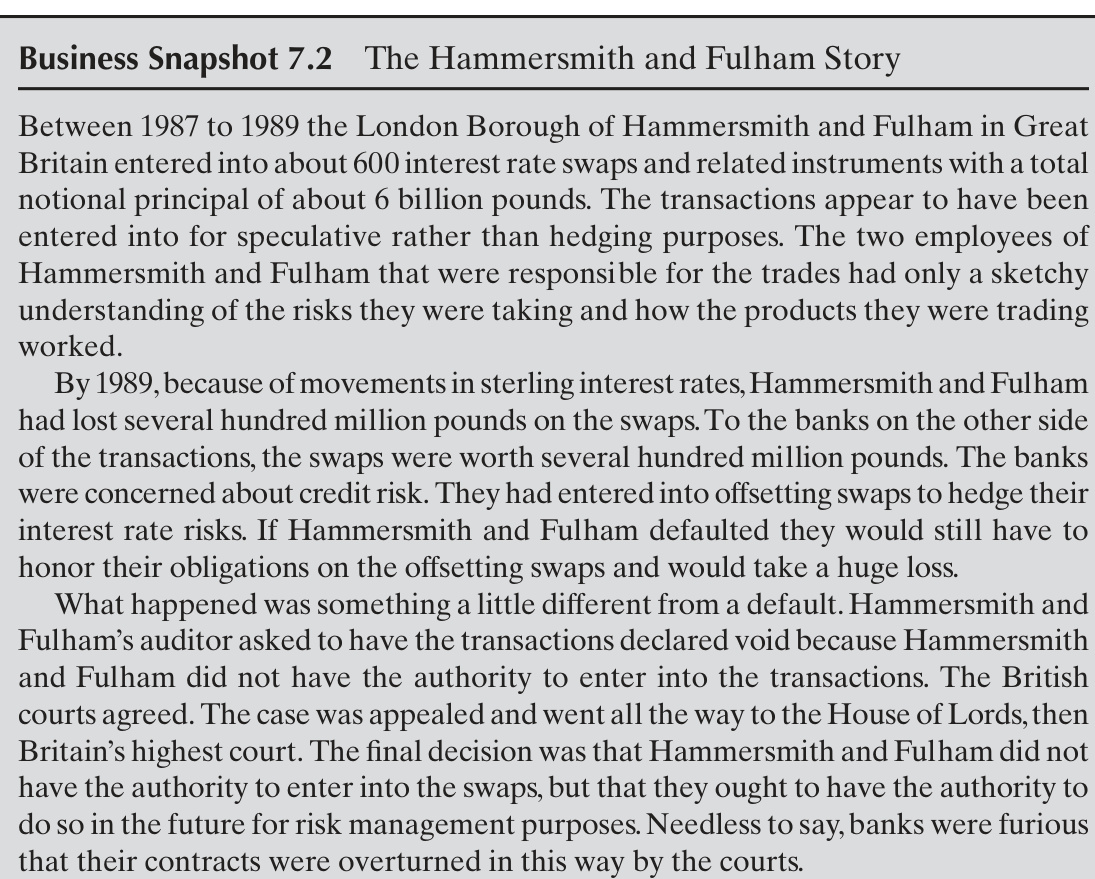 Business Snapshot 7.2 The Hammersmith and Fulham Story
Between 1987 to 1989 the London Borough of Hammersmith and Fulham in Great
Britain entered into about 600 interest rate swaps and related instruments with a total
notional principal of about 6 billion pounds. The transactions appear to have been
entered into for speculative rather than hedging purposes. The two employees of
Hammersmith and Fulham that were responsible for the trades had only a sketchy
understanding of the risks they were taking and how the products they were trading
worked.
By 1989, because of movements in sterling interest rates, Hammersmith and Fulham
had lost several hundred million pounds on the swaps. To the banks on the other side
of the transactions, the swaps were worth several hundred million pounds. The banks
were concerned about credit risk. They had entered into offsetting swaps to hedge their
interest rate risks. If Hammersmith and Fulham defaulted they would still have to
honor their obligations on the offsetting swaps and would take a huge loss.
What happened was something a little different from a default. Hammersmith and
Fulham's auditor asked to have the transactions declared void because Hammersmith
and Fulham did not have the authority to enter into the transactions. The British
courts agreed. The case was appealed and went all the way to the House of Lords, then
Britain's highest court. The final decision was that Hammersmith and Fulham did not
have the authority to enter into the swaps, but that they ought to have the authority to
do so in the future for risk management purposes. Needless to say, banks were furious
that their contracts were overturned in this way by the courts.